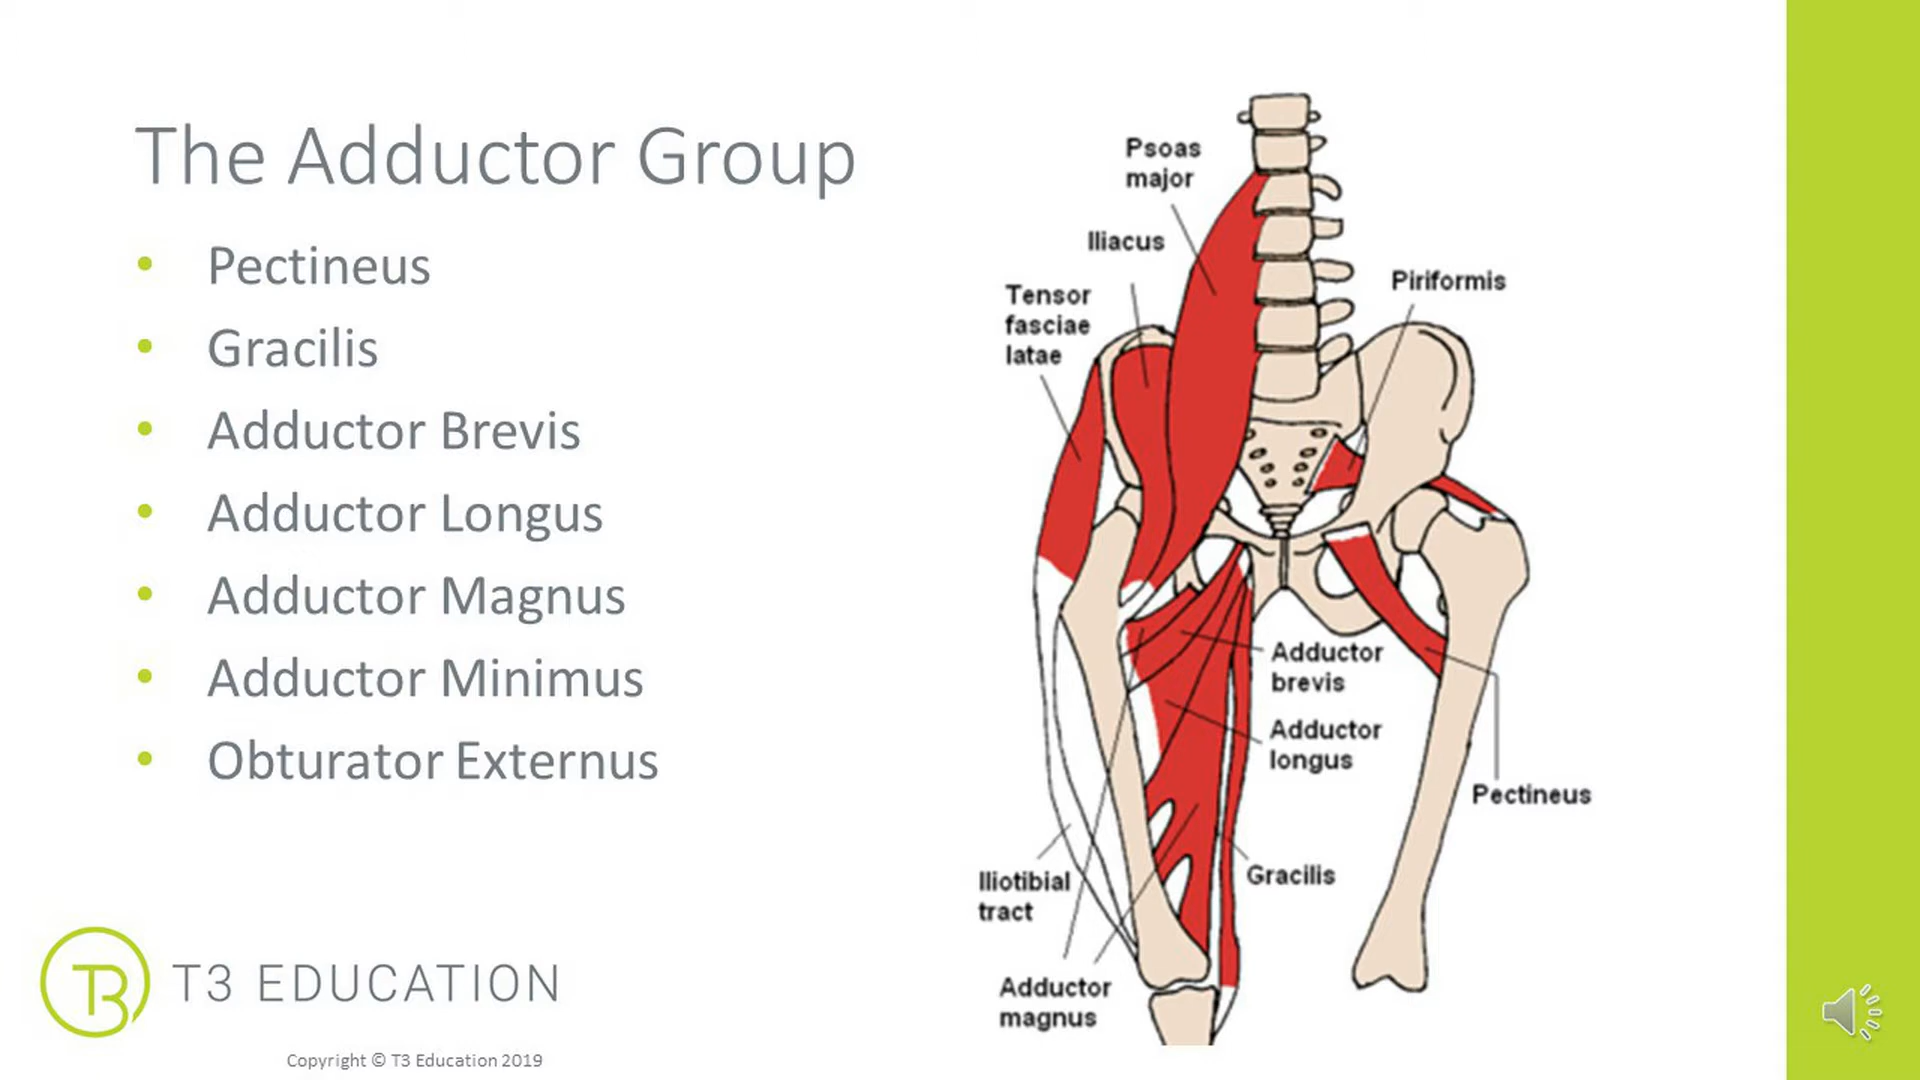 The Adductor Group
• Pectineus
• Gracilis
• Adductor Brevis
• Adductor Longus
• Adductor Magnus
• Adductor Minimus
• Obturator Externus
Psoas
major
Iliacus
Tensor
fasciae
latae
Piriformis
Adductor
brevis
Adductor
longus
Pectineus
Gracilis
Iliotibial
tract
Adductor
magnus
T3 EDUCATION
Copyright © T3 Education 2019